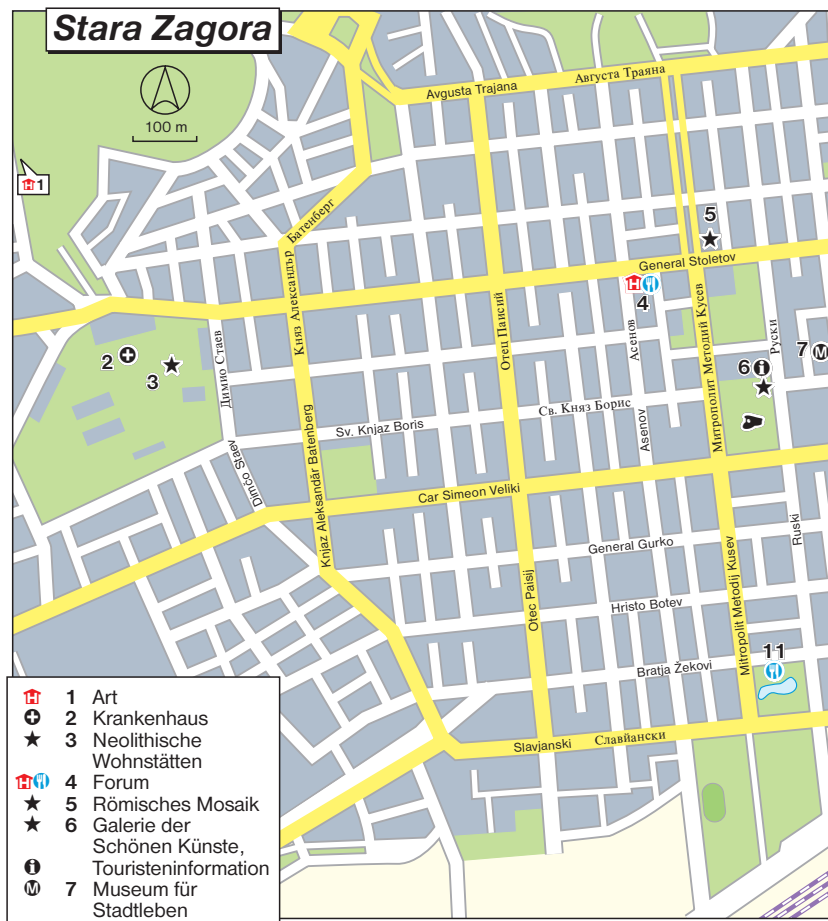 Stara Zagora
100 m
Avgusta Trajana
Августа Траяна
1
Батенберг
5
General Stoletov
4
Княз Александър
Отец Паисий
Митрополит Методий Кусев
Асенов
Руски
2
3
Димио Стаев
6
7
Св. Княз Борис
Sv. Knjaz Boris
Asenov
Dimčo Staev
Knjaz Aleksandăr Batenberg
Car Simeon Veliki
General Gurko
Ruski
Otec Paisij
Hristo Botev
Mitropolit Metodij Kusev
Bratja Žekovi
11
Slavjanski
Славйански
1 Art
2 Krankenhaus
3 Neolithische
Wohnstätten
4 Forum
5 Römisches Mosaik
6 Galerie der
Schönen Künste,
Touristeninformation
7 Museum für
Stadtleben